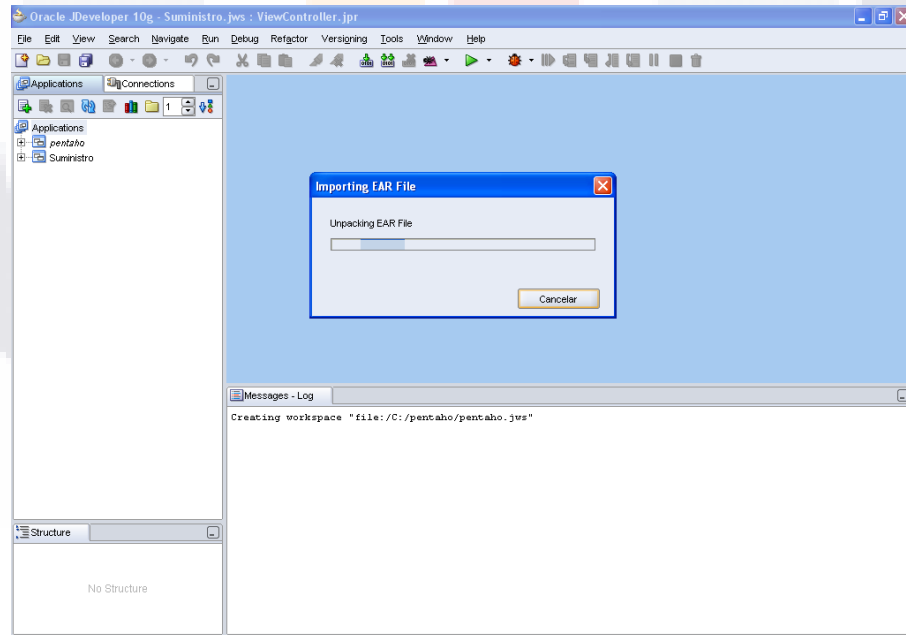 Oracle JDeveloper 10g - Suministro.jws : ViewController.jpr
File Edit View Search Navigate Run Debug Refactor Versioning Tools Window Help
Applications Connections
1
Applications
pentaho
Suministro
Importing EAR File
Unpacking EAR File
Cancelar
Messages - Log
Creating workspace "file:/C:/pentaho/pentaho.jws"
Structure
No Structure